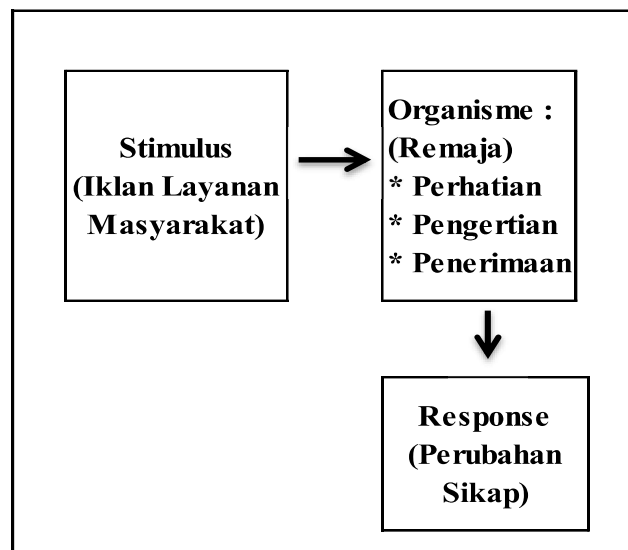 Stimulus
(Iklan Layanan
Masyarakat)
Organisme :
(Remaja)
* Perhatian
* Pengertian
* Penerimaan
Response
(Perubahan
Sikap)